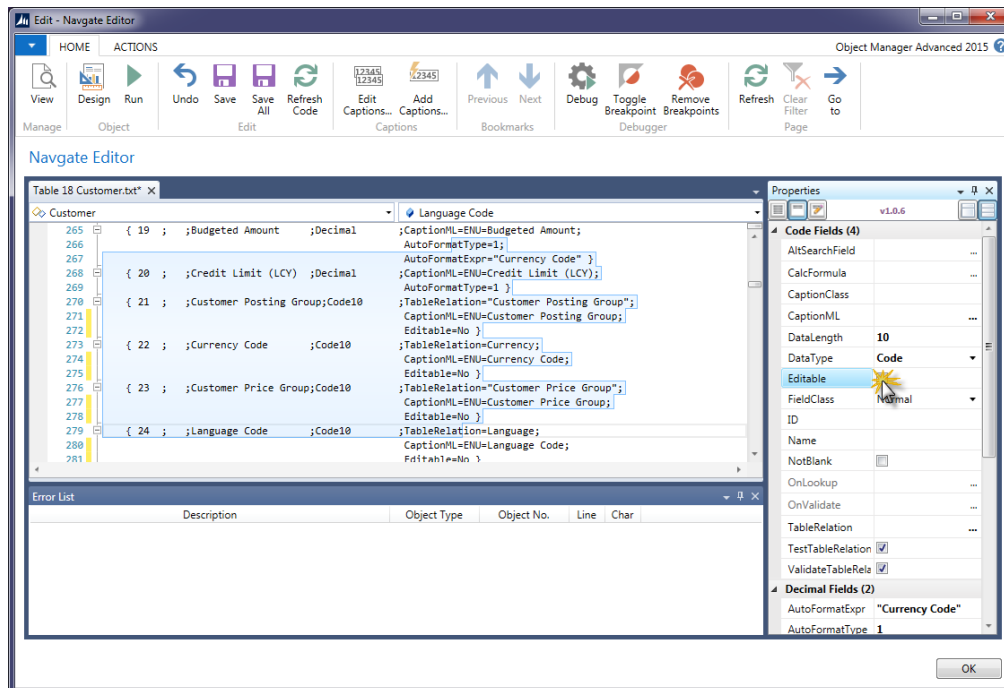 Edit - Navgate Editor
HOME ACTIONS Object Manager Advanced 2015
View Design Run Undo Save Save All Refresh Code Edit Captions... Add Captions... Previous Next Debug Toggle Breakpoint Remove Breakpoints Refresh Clear Filter Go to
Manage Object Edit Captions Bookmarks Debugger Page
Navgate Editor
Table 18 Customer.txt*
Customer Language Code
265 { 19 ; ;Budgeted Amount ;Decimal ;CaptionML=ENU=Budgeted Amount;
266 AutoFormatType=1;
267 AutoFormatExpr="Currency Code" }
268 { 20 ; ;Credit Limit (LCY) ;Decimal ;CaptionML=ENU=Credit Limit (LCY);
269 AutoFormatType=1 }
270 { 21 ; ;Customer Posting Group;Code10 ;TableRelation="Customer Posting Group";
271 CaptionML=ENU=Customer Posting Group;
272 Editable=No }
273 { 22 ; ;Currency Code ;Code10 ;TableRelation=Currency;
274 CaptionML=ENU=Currency Code;
275 Editable=No }
276 { 23 ; ;Customer Price Group;Code10 ;TableRelation="Customer Price Group";
277 CaptionML=ENU=Customer Price Group;
278 Editable=No }
279 { 24 ; ;Language Code ;Code10 ;TableRelation=Language;
280 CaptionML=ENU=Language Code;
281 Editable=No }
Error List
Description Object Type Object No. Line Char
Properties
v1.0.6
Code Fields (4)
AltSearchField ...
CalcFormula ...
CaptionClass
CaptionML ...
DataLength 10
DataType Code
Editable
FieldClass Normal
ID
Name
NotBlank
OnLookup ...
OnValidate ...
TableRelation ...
TestTableRelation
ValidateTableRela
Decimal Fields (2)
AutoFormatExpr "Currency Code"
AutoFormatType 1
OK